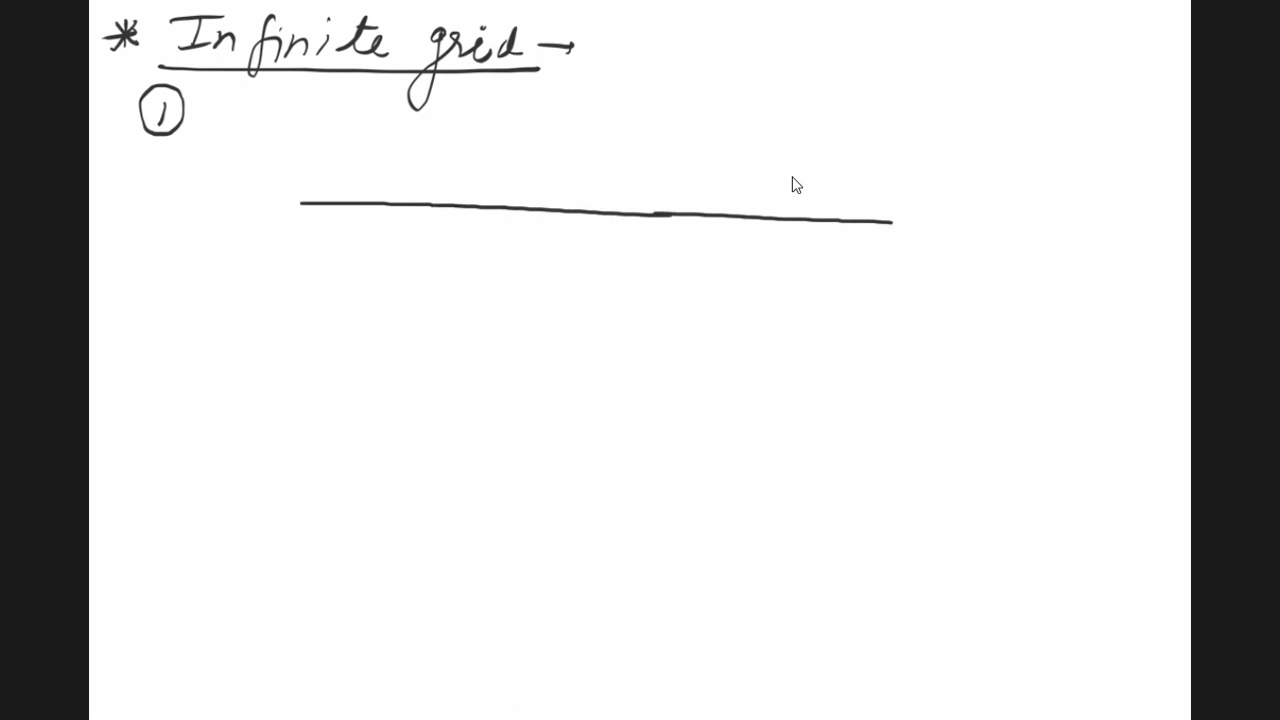 * Infinite grid →
①